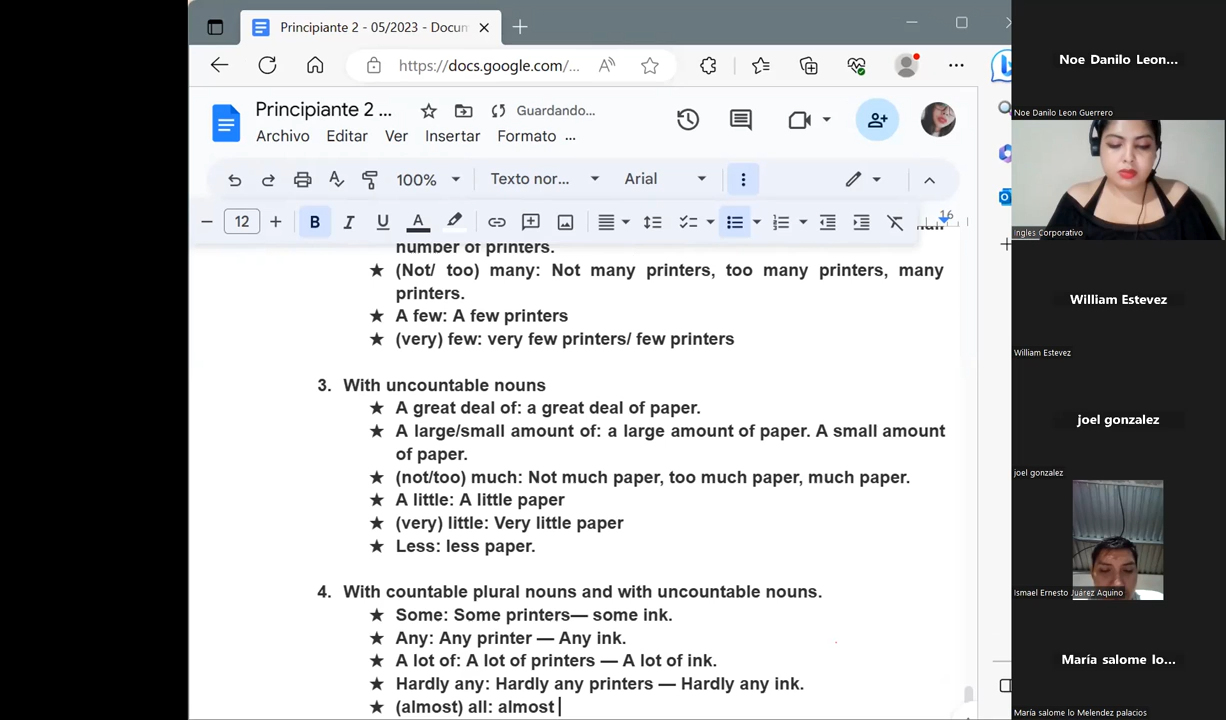 Principiante 2 - 05/2023 - Docum
https://docs.google.com/...
Principiante 2 ...
Guardando...
Archivo Editar Ver Insertar Formato ...
100% Texto nor... Arial
12 B I U A 16
number of printers.
★ (Not/ too) many: Not many printers, too many printers, many
printers.
★ A few: A few printers
★ (very) few: very few printers/ few printers
3. With uncountable nouns
★ A great deal of: a great deal of paper.
★ A large/small amount of: a large amount of paper. A small amount
of paper.
★ (not/too) much: Not much paper, too much paper, much paper.
★ A little: A little paper
★ (very) little: Very little paper
★ Less: less paper.
4. With countable plural nouns and with uncountable nouns.
★ Some: Some printers— some ink.
★ Any: Any printer — Any ink.
★ A lot of: A lot of printers — A lot of ink.
★ Hardly any: Hardly any printers — Hardly any ink.
★ (almost) all: almost
Noe Danilo Leon...
Noe Danilo Leon Guerrero
Ingles Corporativo
William Estevez
William Estevez
joel gonzalez
joel gonzalez
Ismael Ernesto Juárez Aquino
María salome lo...
María salome lo Melendez palacios